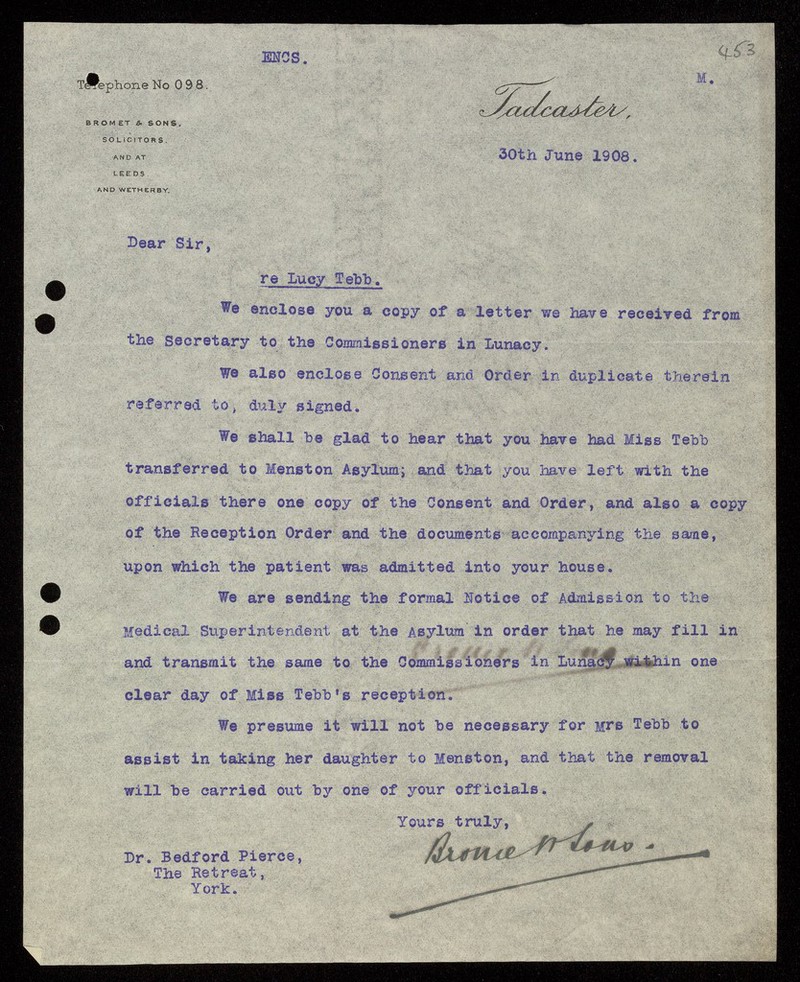 ENCS.
453
Telephone No 098.
M.
Tadcaster,
BROMET & SONS,
SOLICITORS.
AND AT
LEEDS
AND WETHERBY.
30th June 1908.
Dear Sir,
re Lucy Tebb.
We enclose you a copy of a letter we have received from
the Secretary to the Commissioners in Lunacy.
We also enclose Consent and Order in duplicate therein
referred to, duly signed.
We shall be glad to hear that you have had Miss Tebb
transferred to Menston Asylum; and that you have left with the
officials there one copy of the Consent and Order, and also a copy
of the Reception Order and the documents accompanying the same,
upon which the patient was admitted into your house.
We are sending the formal Notice of Admission to the
Medical Superintendent at the Asylum in order that he may fill in
and transmit the same to the Commissioners in Lunacy within one
clear day of Miss Tebb's reception.
We presume it will not be necessary for Mrs Tebb to
assist in taking her daughter to Menston, and that the removal
will be carried out by one of your officials.
Yours truly,
Bromet & Sons.
Dr. Bedford Pierce,
The Retreat,
York.